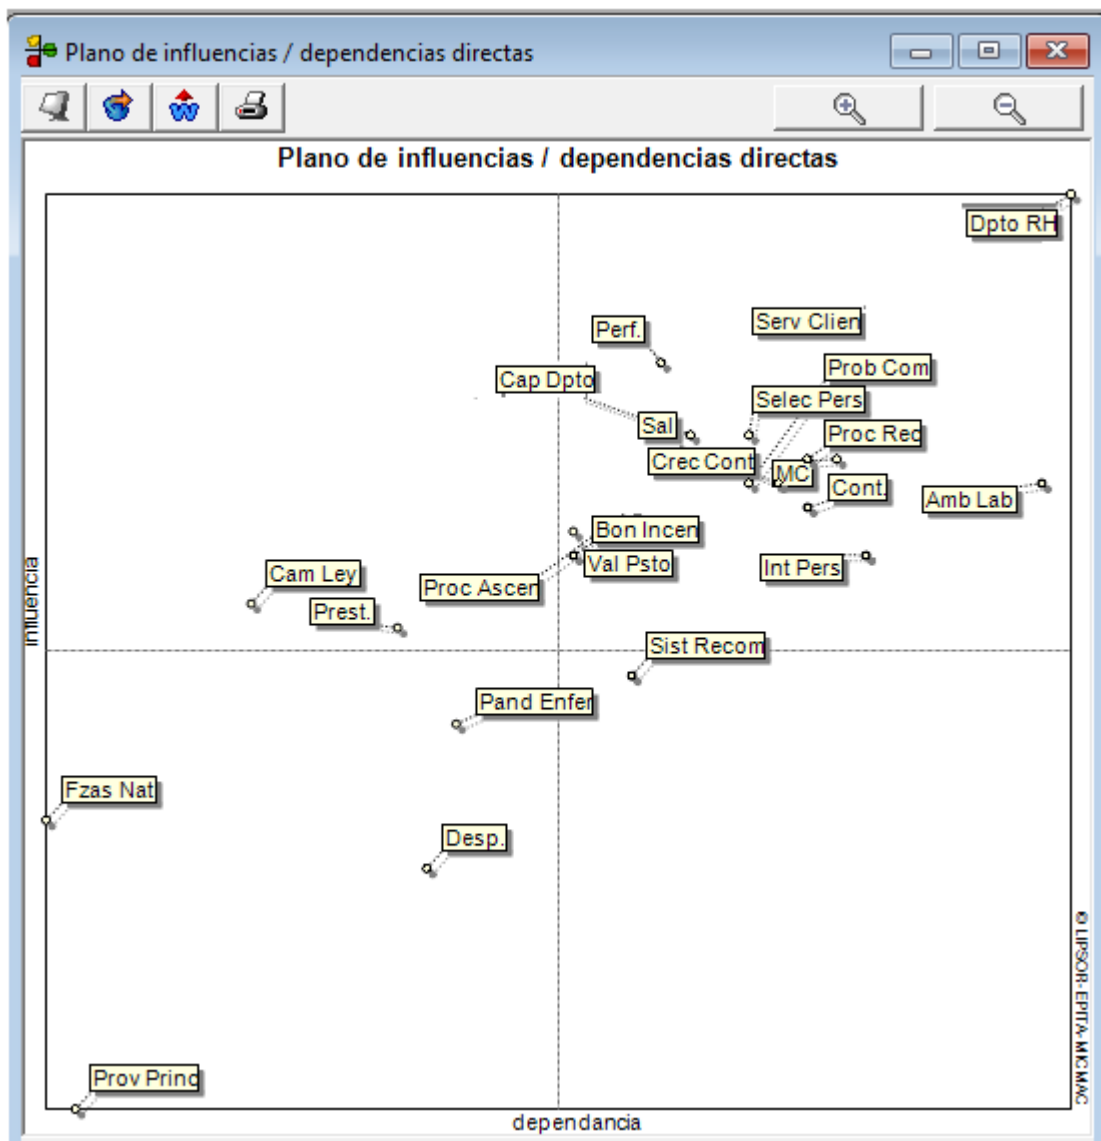 Plano de influencias / dependencias directas
Plano de influencias / dependencias directas
Dpto RH
Perf.
Serv Clien
Prob Com
Cap Dpto
Selec Pers
Sal
Proc Rec
Crec Cont
MC
Cont.
Amb Lab
Bon Incen
Val Psto
Int Pers
Cam Ley
Proc Ascen
Prest.
influencia
Sist Recom
Pand Enfer
Fzas Nat
Desp.
Prov Princ
dependancia
© LIPSOR-EPITA-MICMAC